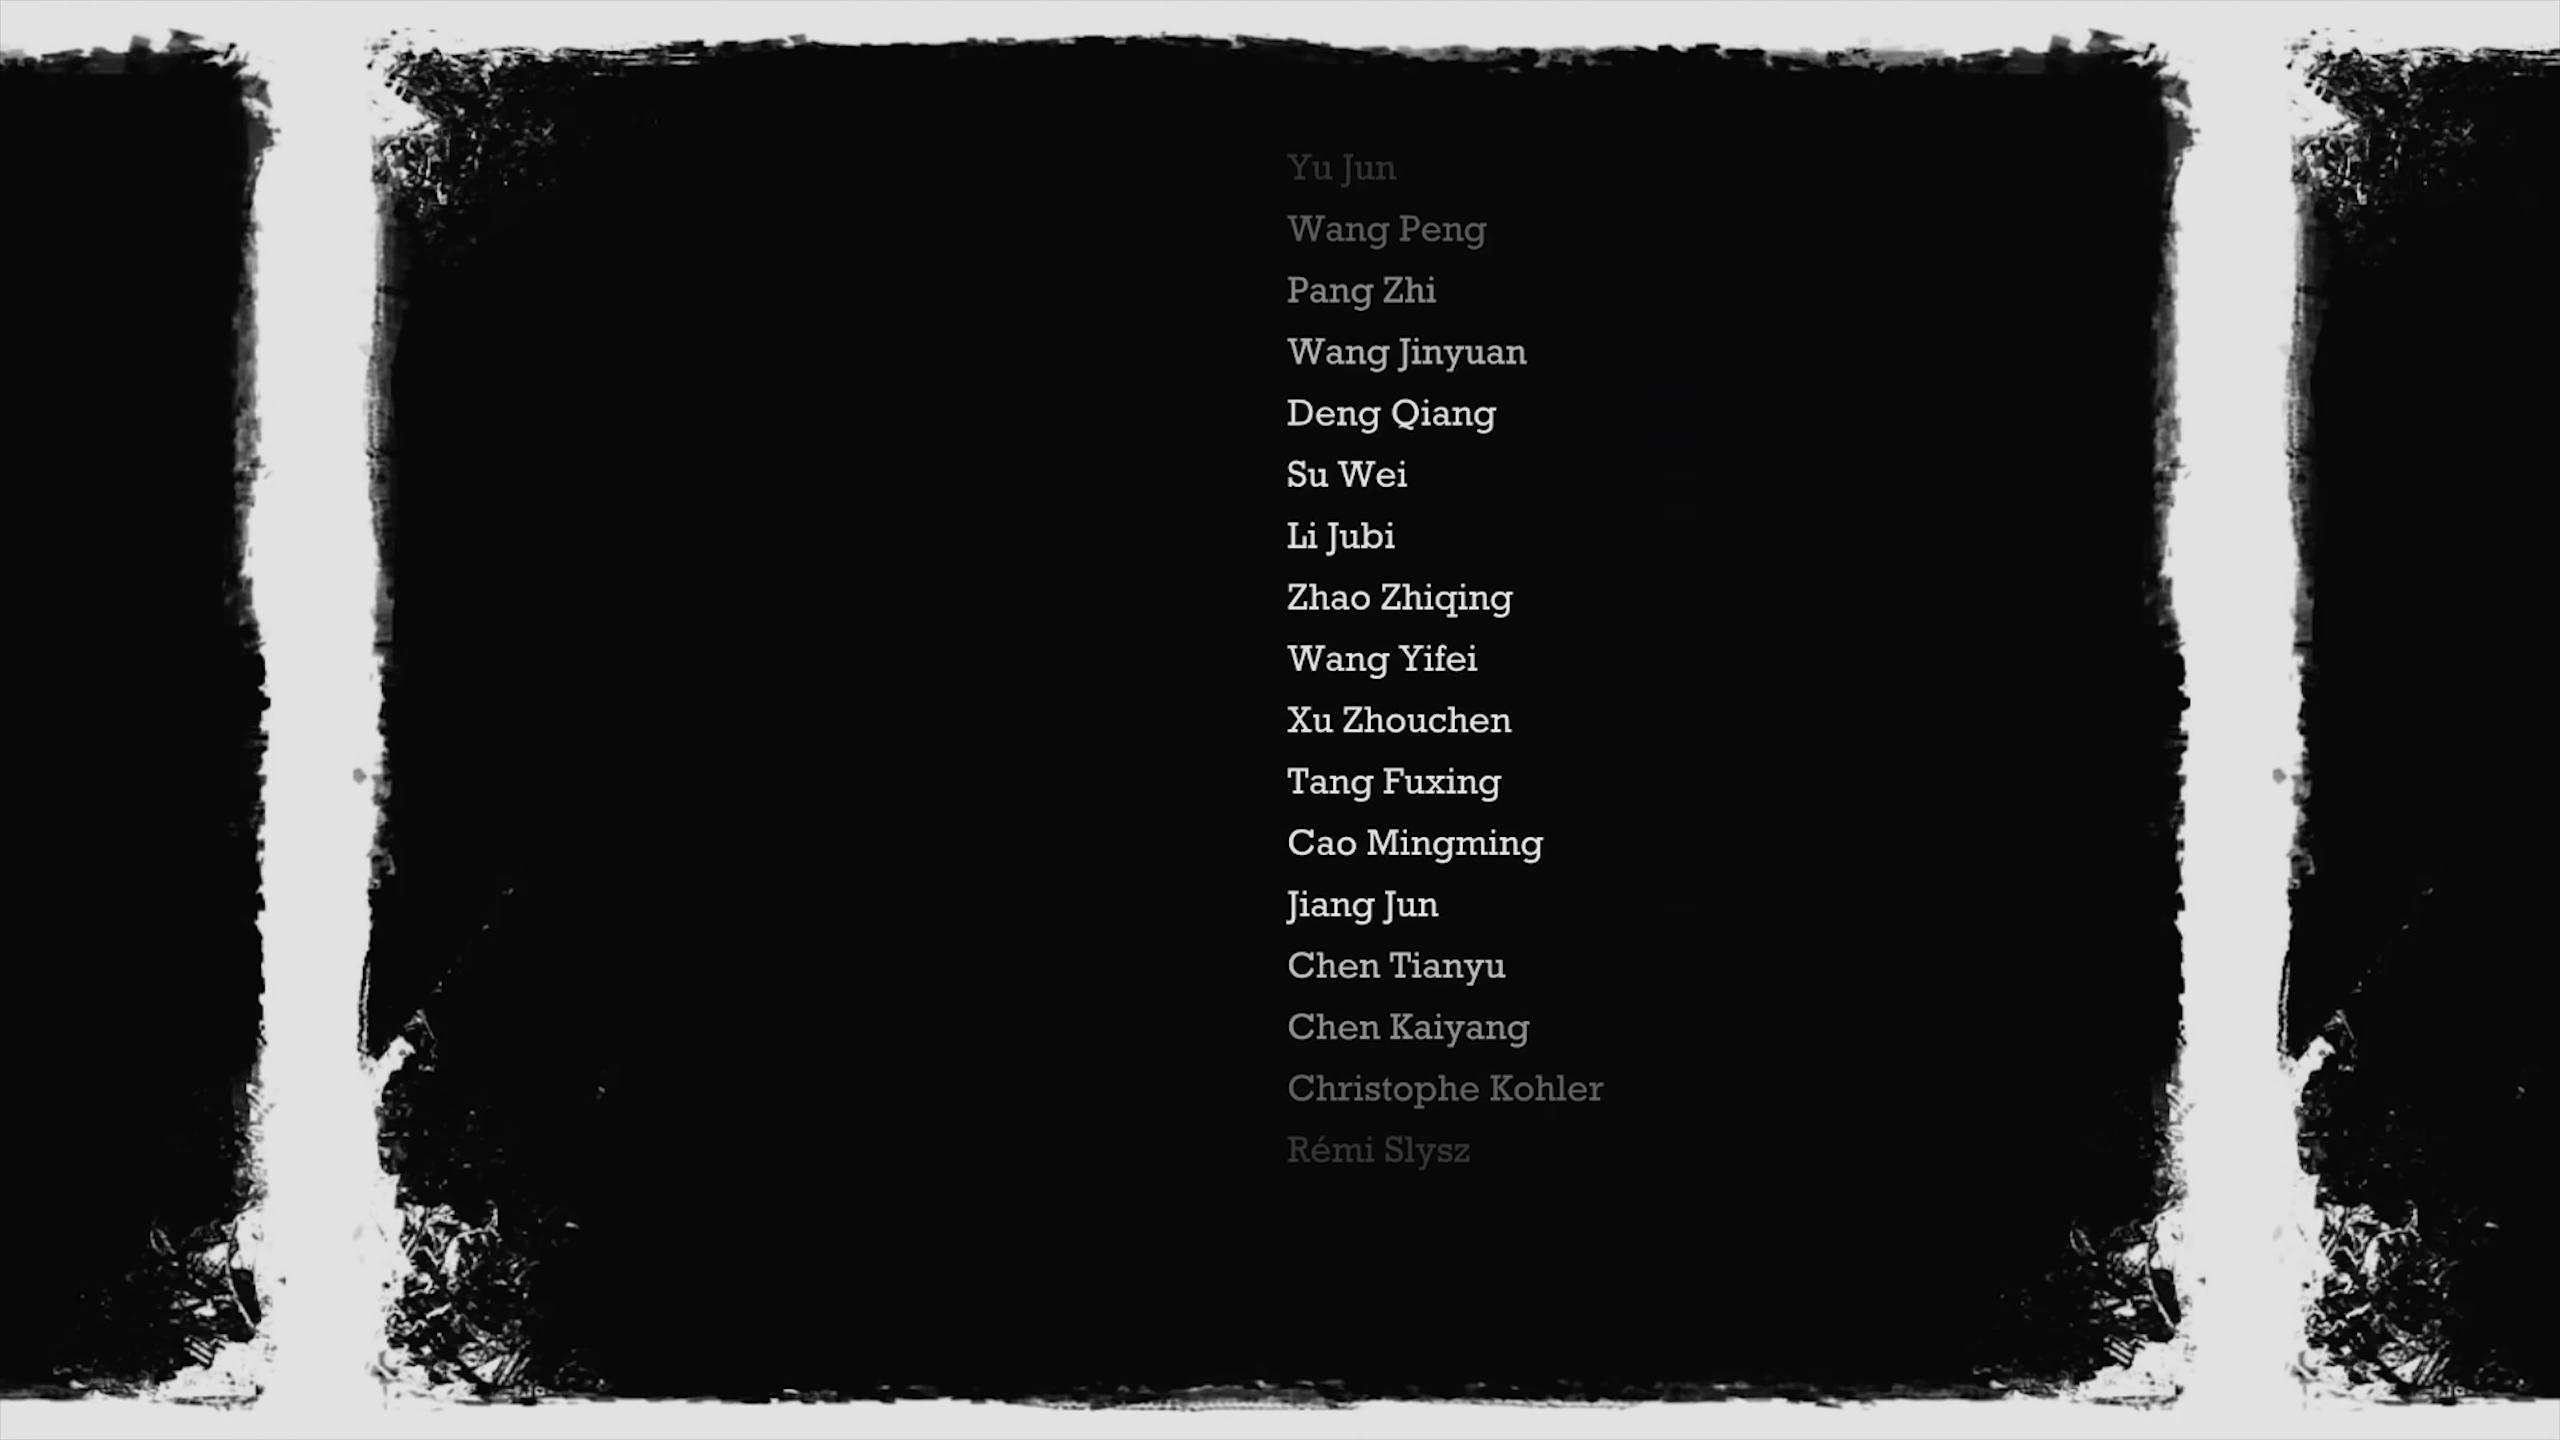 Yu Jun
Wang Peng
Pang Zhi
Wang Jinyuan
Deng Qiang
Su Wei
Li Jubi
Zhao Zhiqing
Wang Yifei
Xu Zhouchen
Tang Fuxing
Cao Mingming
Jiang Jun
Chen Tianyu
Chen Kaiyang
Christophe Kohler
Rémi Slysz